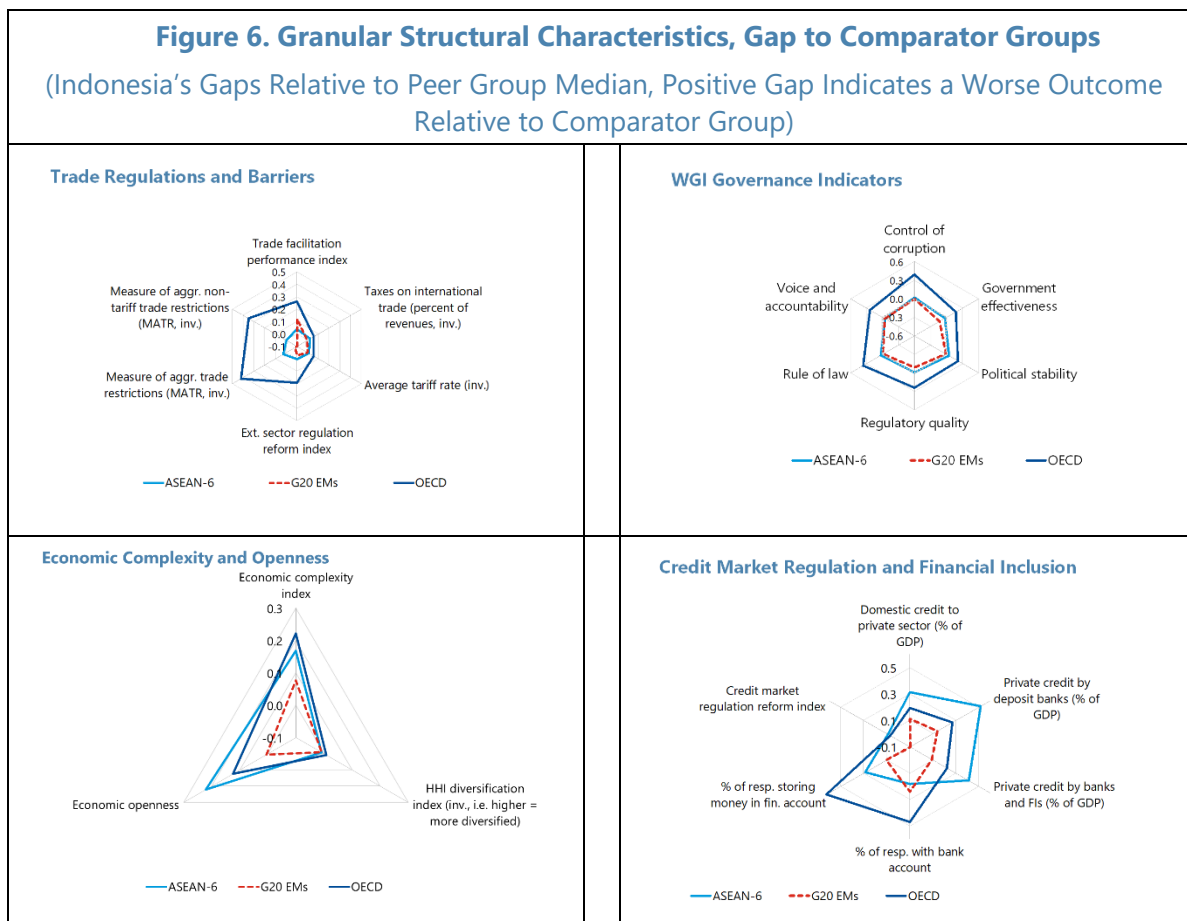 Figure 6. Granular Structural Characteristics, Gap to Comparator Groups
(Indonesia's Gaps Relative to Peer Group Median, Positive Gap Indicates a Worse Outcome
Relative to Comparator Group)
Trade Regulations and Barriers
Trade facilitation
performance index
0.5
0.4
0.3
0.2
0.1
0.0
-0.1
Taxes on international
trade (percent of
revenues, inv.)
Average tariff rate (inv.)
Ext. sector regulation
reform index
Measure of aggr. trade
restrictions (MATR, inv.)
Measure of aggr. non-
tariff trade restrictions
(MATR, inv.)
ASEAN-6
G20 EMs
OECD
WGI Governance Indicators
Control of
corruption
0.6
0.3
0.0
0.3
-0.6
Government
effectiveness
Political stability
Regulatory quality
Rule of law
Voice and
accountability
ASEAN-6
G20 EMs
OECD
Economic Complexity and Openness
Economic complexity
index
0.3
0.2
0.1
0.0
-0.1
HHI diversification
index (inv., i.e. higher =
more diversified)
Economic openness
ASEAN-6
G20 EMs
OECD
Credit Market Regulation and Financial Inclusion
Domestic credit to
private sector (% of
GDP)
0.5
0.3
0.1
-0.1
Private credit by
deposit banks (% of
GDP)
Private credit by banks
and FIs (% of GDP)
% of resp. with bank
account
% of resp. storing
money in fin. account
Credit market
regulation reform index
ASEAN-6
G20 EMs
OECD